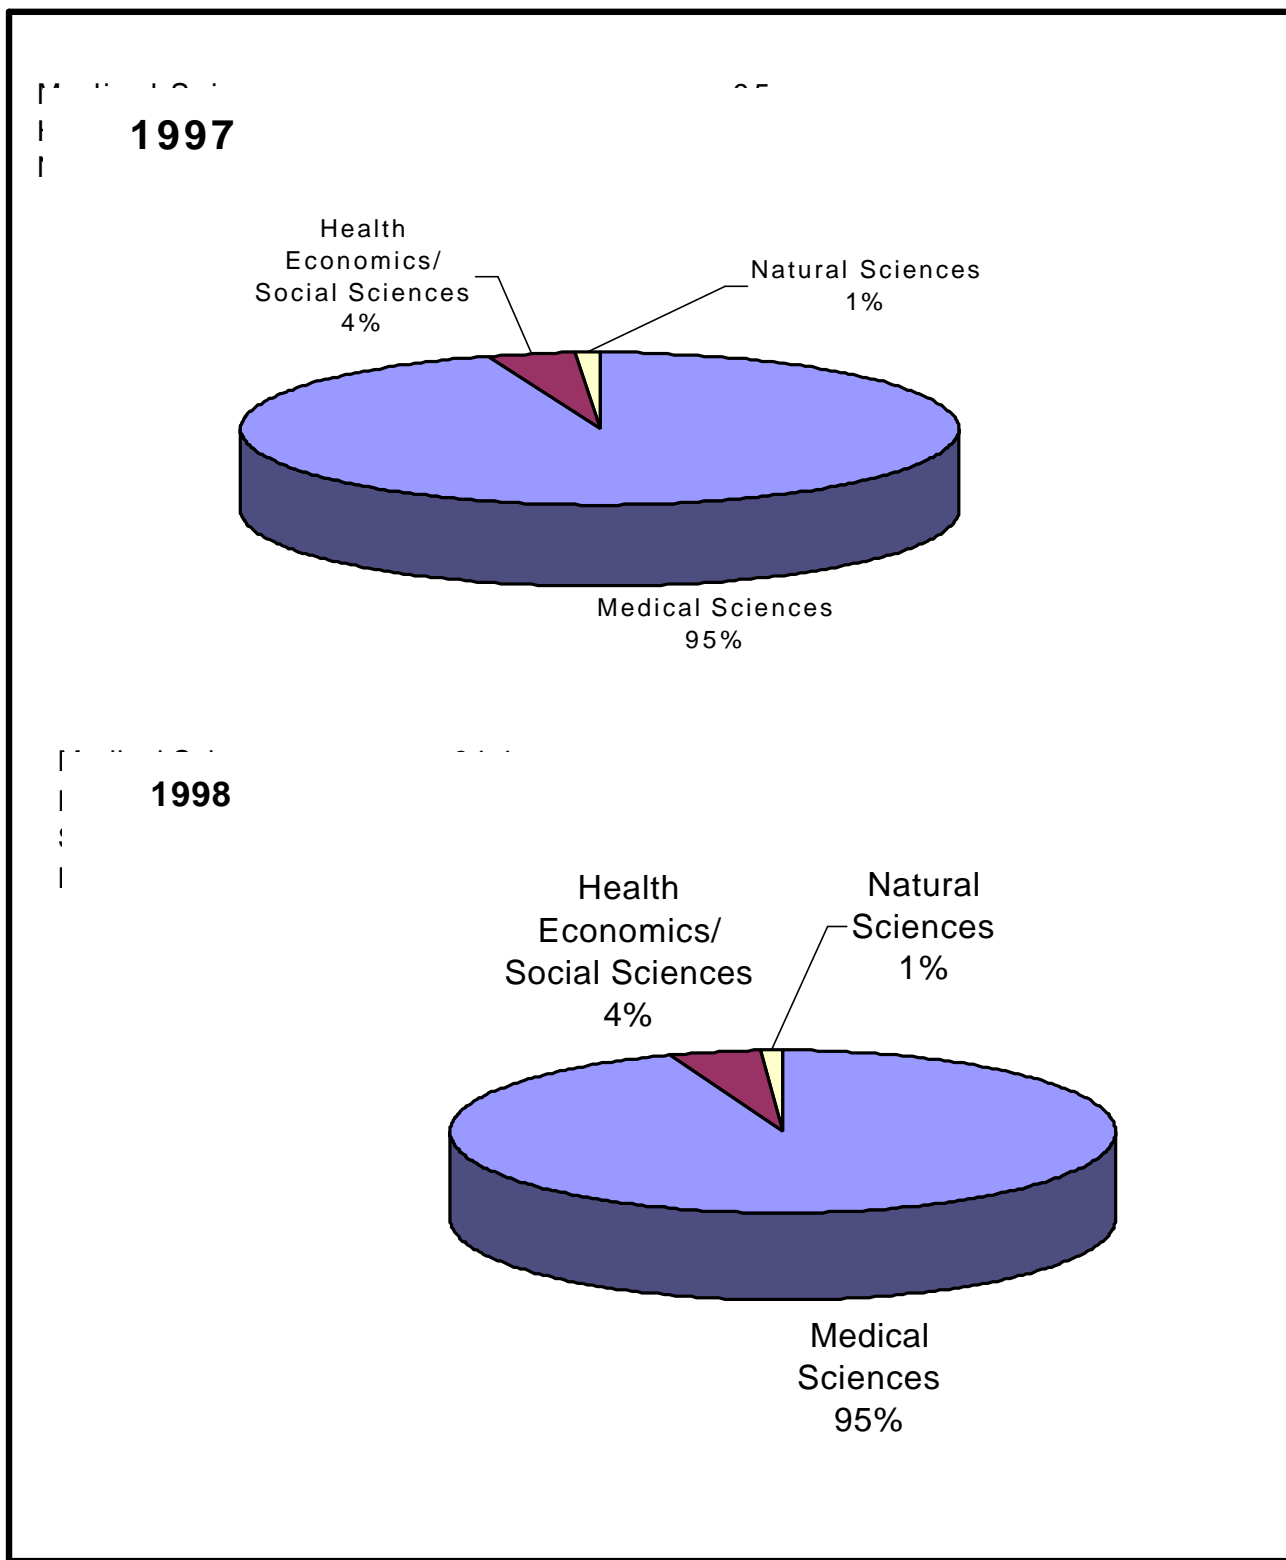 1997
Health
Economics/
Social Sciences
4%
Natural Sciences
1%
Medical Sciences
95%
1998
Health
Economics/
Social Sciences
4%
Natural
Sciences
1%
Medical
Sciences
95%